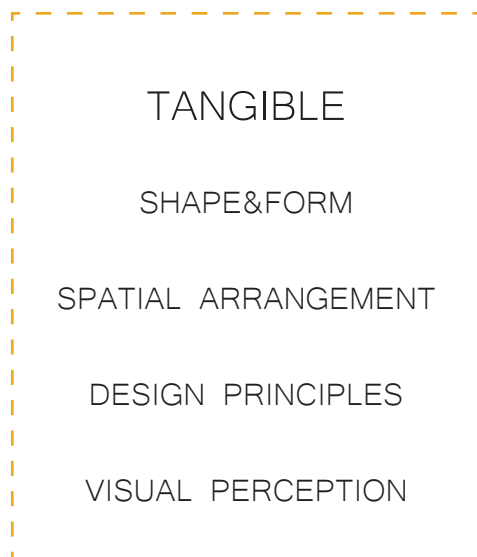 TANGIBLE
SHAPE&FORM
SPATIAL ARRANGEMENT
DESIGN PRINCIPLES
VISUAL PERCEPTION